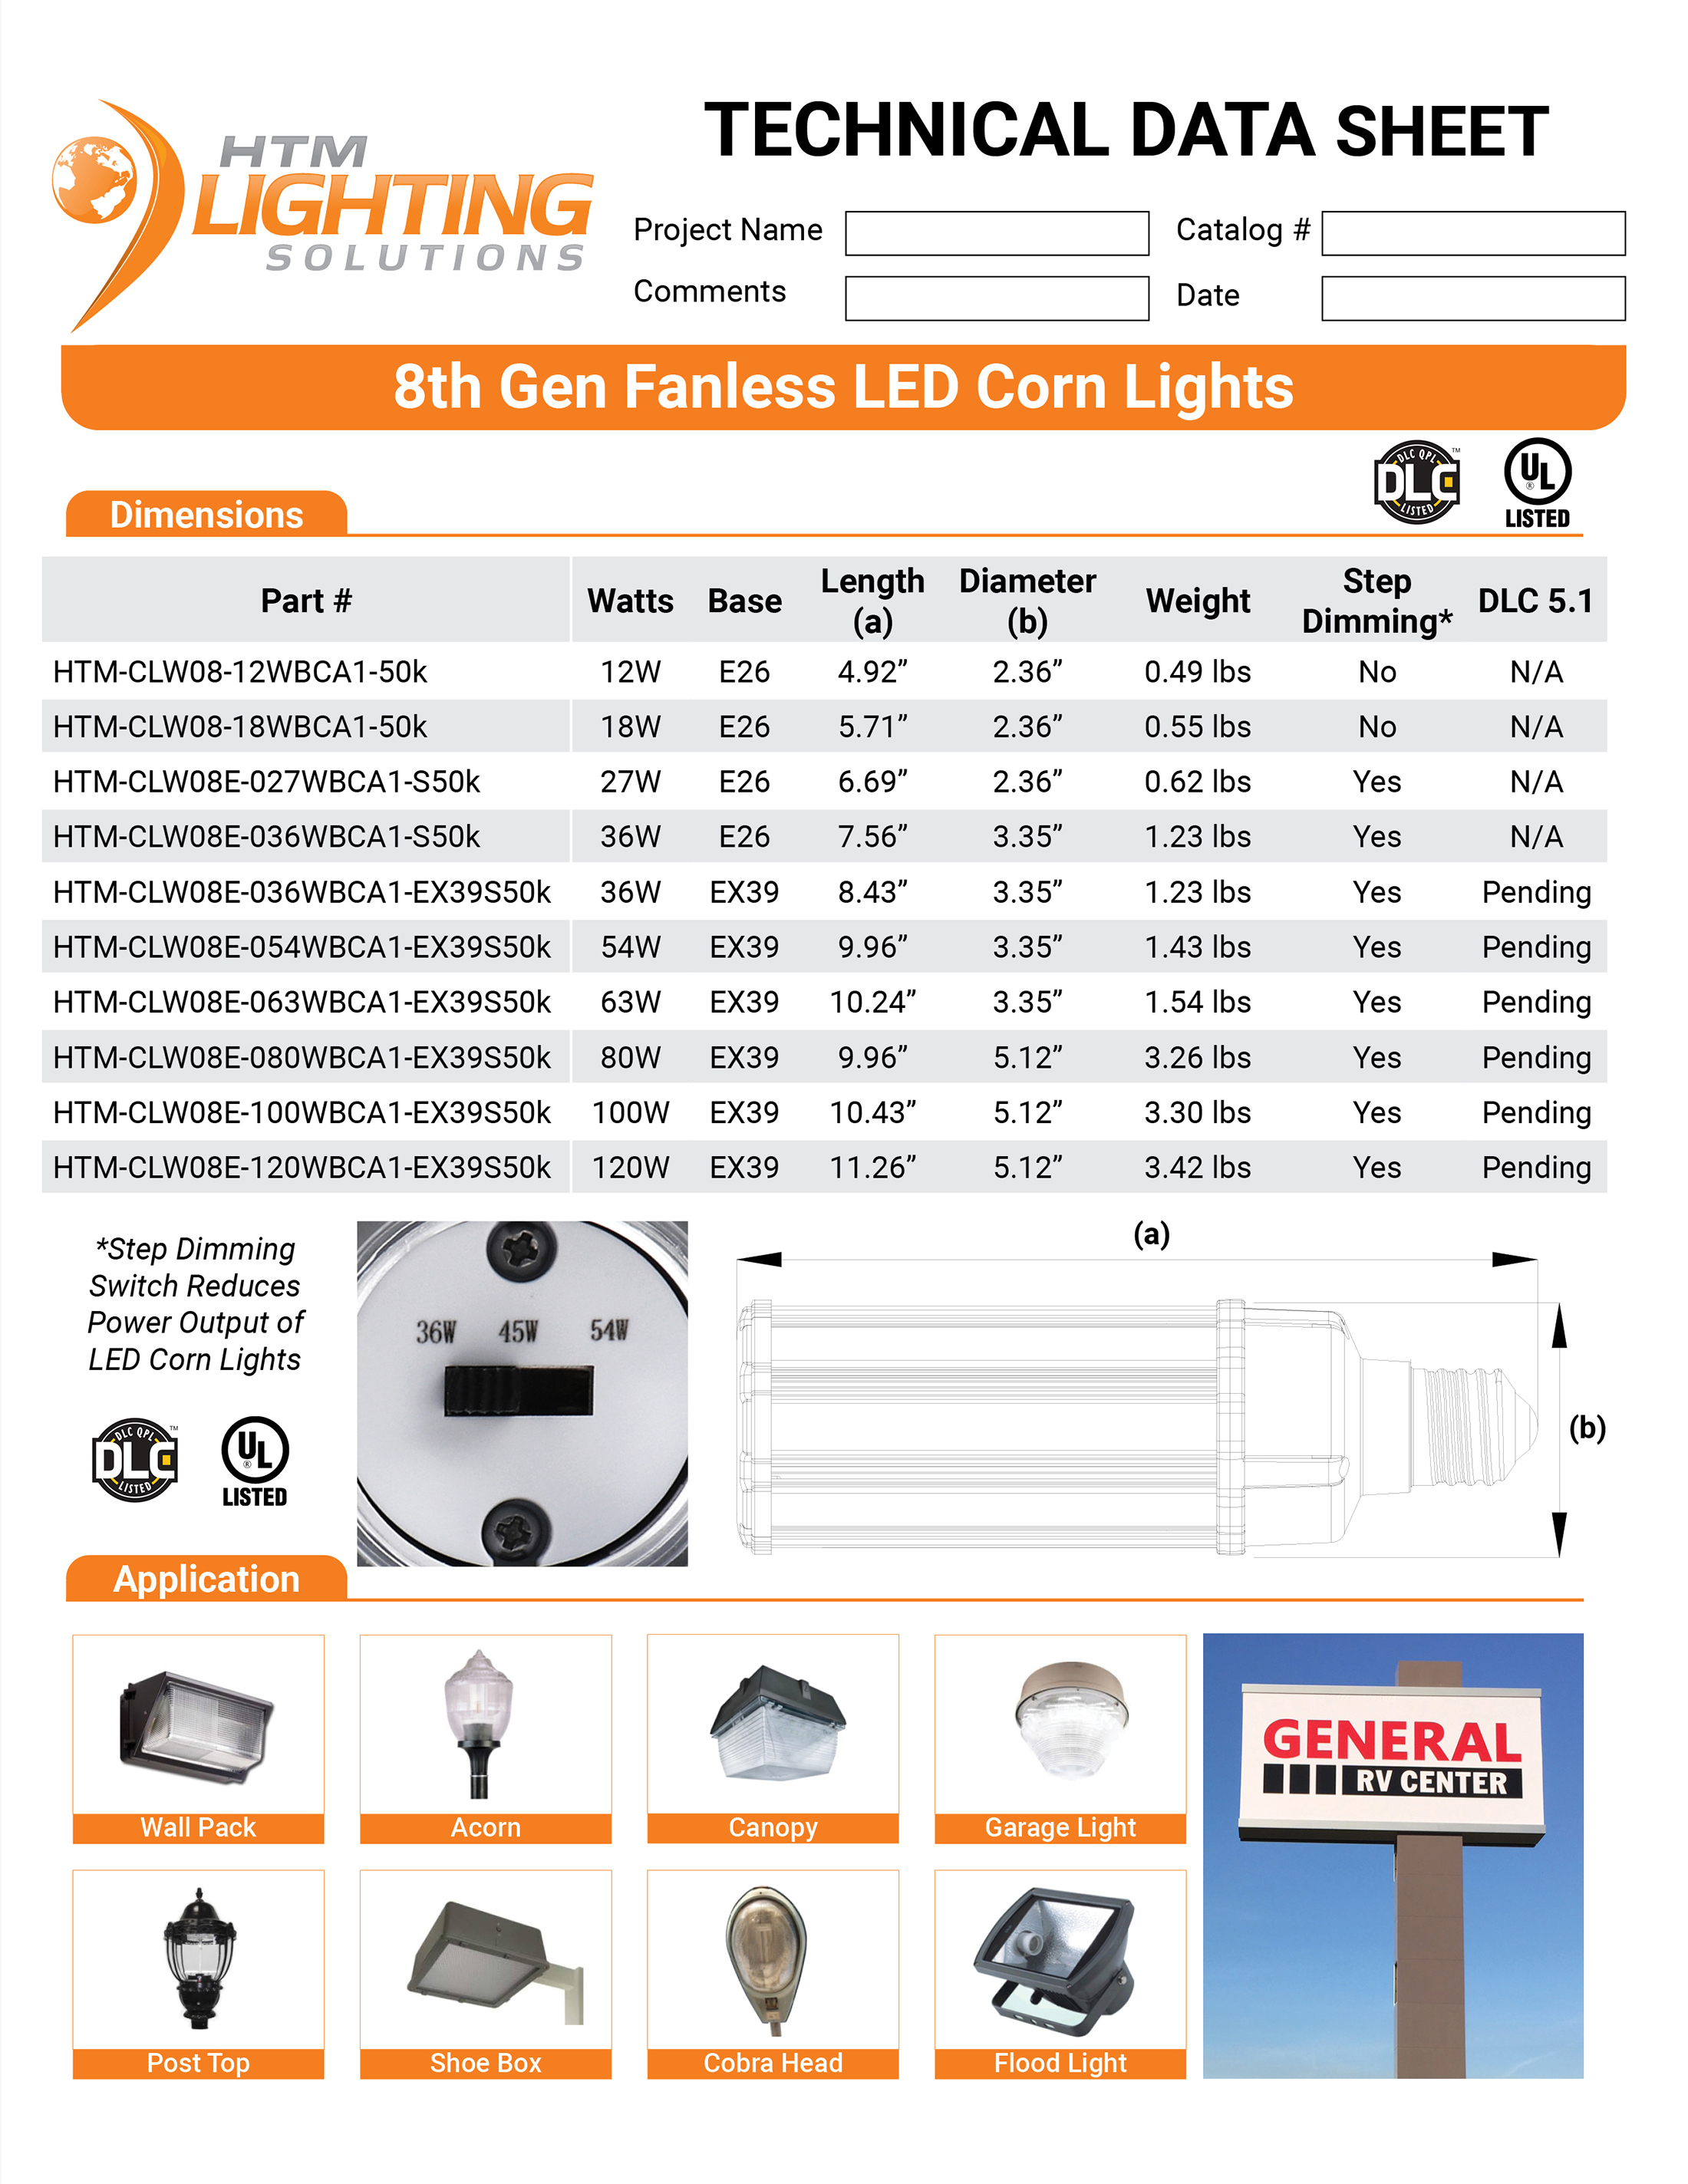 HTM
LIGHTING
SOLUTIONS
TECHNICAL DATA SHEET
Project Name
Catalog #
Comments
Date
8th Gen Fanless LED Corn Lights
Dimensions
DLC QPL
DLC
LISTED
TM
UL
®
LISTED
Part # Watts Base Length (a) Diameter (b) Weight Step Dimming* DLC 5.1
HTM-CLW08-12WBCA1-50k 12W E26 4.92” 2.36” 0.49 lbs No N/A
HTM-CLW08-18WBCA1-50k 18W E26 5.71” 2.36” 0.55 lbs No N/A
HTM-CLW08E-027WBCA1-S50k 27W E26 6.69” 2.36” 0.62 lbs Yes N/A
HTM-CLW08E-036WBCA1-S50k 36W E26 7.56” 3.35” 1.23 lbs Yes N/A
HTM-CLW08E-036WBCA1-EX39S50k 36W EX39 8.43” 3.35” 1.23 lbs Yes Pending
HTM-CLW08E-054WBCA1-EX39S50k 54W EX39 9.96” 3.35” 1.43 lbs Yes Pending
HTM-CLW08E-063WBCA1-EX39S50k 63W EX39 10.24” 3.35” 1.54 lbs Yes Pending
HTM-CLW08E-080WBCA1-EX39S50k 80W EX39 9.96” 5.12” 3.26 lbs Yes Pending
HTM-CLW08E-100WBCA1-EX39S50k 100W EX39 10.43” 5.12” 3.30 lbs Yes Pending
HTM-CLW08E-120WBCA1-EX39S50k 120W EX39 11.26” 5.12” 3.42 lbs Yes Pending
*Step Dimming
Switch Reduces
Power Output of
LED Corn Lights
DLC QPL
DLC
LISTED
TM
UL
®
LISTED
36W 45W 54W
(a)
(b)
Application
Wall Pack
Acorn
Canopy
Garage Light
Post Top
Shoe Box
Cobra Head
Flood Light
GENERAL
RV CENTER